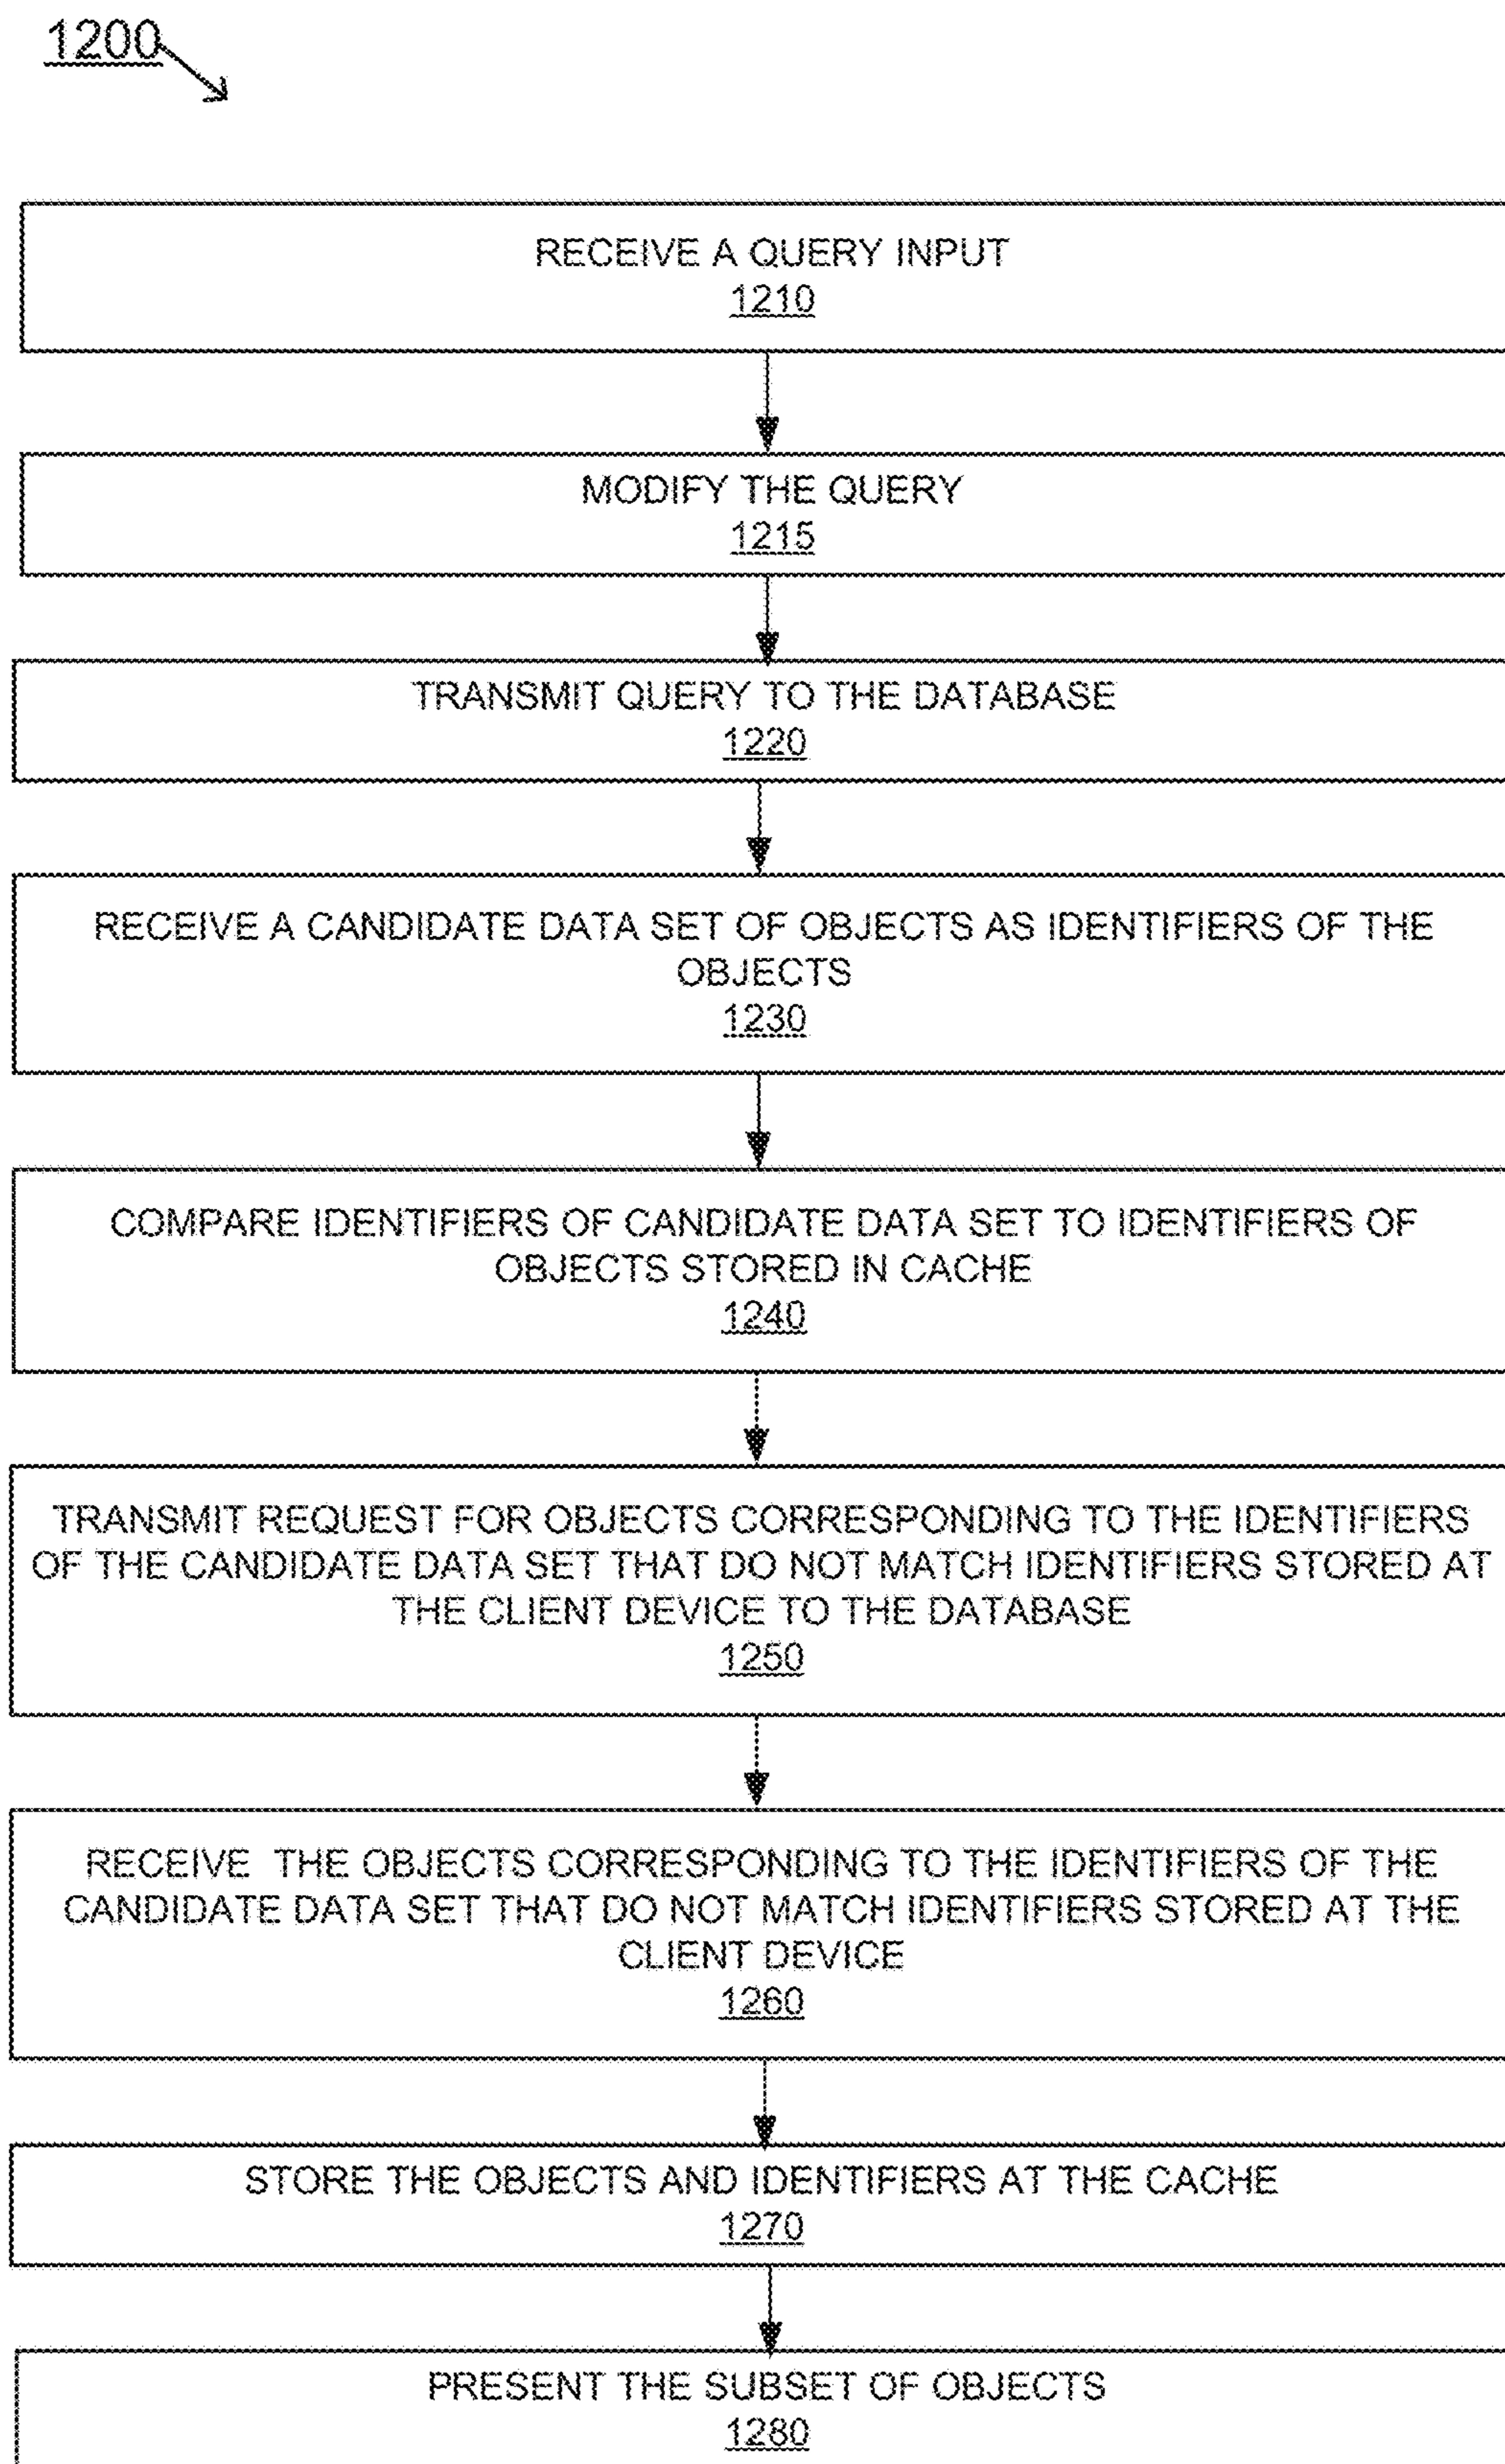 1200
RECEIVE A QUERY INPUT
1210
MODIFY THE QUERY
1215
TRANSMIT QUERY TO THE DATABASE
1220
RECEIVE A CANDIDATE DATA SET OF OBJECTS AS IDENTIFIERS OF THE
OBJECTS
1230
COMPARE IDENTIFIERS OF CANDIDATE DATA SET TO IDENTIFIERS OF
OBJECTS STORED IN CACHE
1240
TRANSMIT REQUEST FOR OBJECTS CORRESPONDING TO THE IDENTIFIERS
OF THE CANDIDATE DATA SET THAT DO NOT MATCH IDENTIFIERS STORED AT
THE CLIENT DEVICE TO THE DATABASE
1250
RECEIVE THE OBJECTS CORRESPONDING TO THE IDENTIFIERS OF THE
CANDIDATE DATA SET THAT DO NOT MATCH IDENTIFIERS STORED AT THE
CLIENT DEVICE
1260
STORE THE OBJECTS AND IDENTIFIERS AT THE CACHE
1270
PRESENT THE SUBSET OF OBJECTS
1280